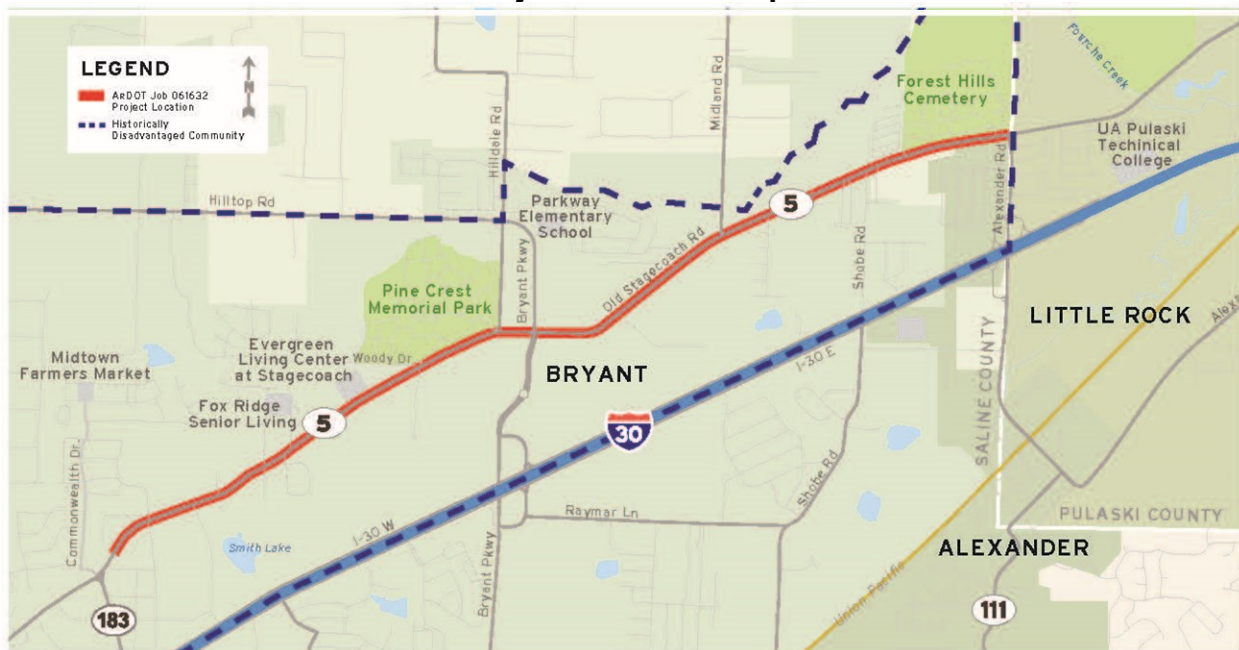 LEGEND
N
ArDOT Job 061632
Project Location
Historically
Disadvantaged Community
Hilldale Rd
Midland Rd
Forest Hills
Cemetery
Fourche Creek
UA Pulaski
Techinical
College
Alexander Rd
Hilltop Rd
Parkway
Elementary
School
5
Bryant Pkwy
Old Stagecoach Rd
Shobe Rd
Pine Crest
Memorial Park
LITTLE ROCK
Midtown
Farmers Market
Evergreen
Living Center
at Stagecoach
Woody Dr.
BRYANT
I-30 E
SALINE COUNTY
Fox Ridge
Senior Living
5
30
Commonwealth Dr.
Shobe Rd
Raymar Ln
PULASKI COUNTY
Smith Lake
I-30 W
Bryant Pkwy
ALEXANDER
Union Pacific
183
111